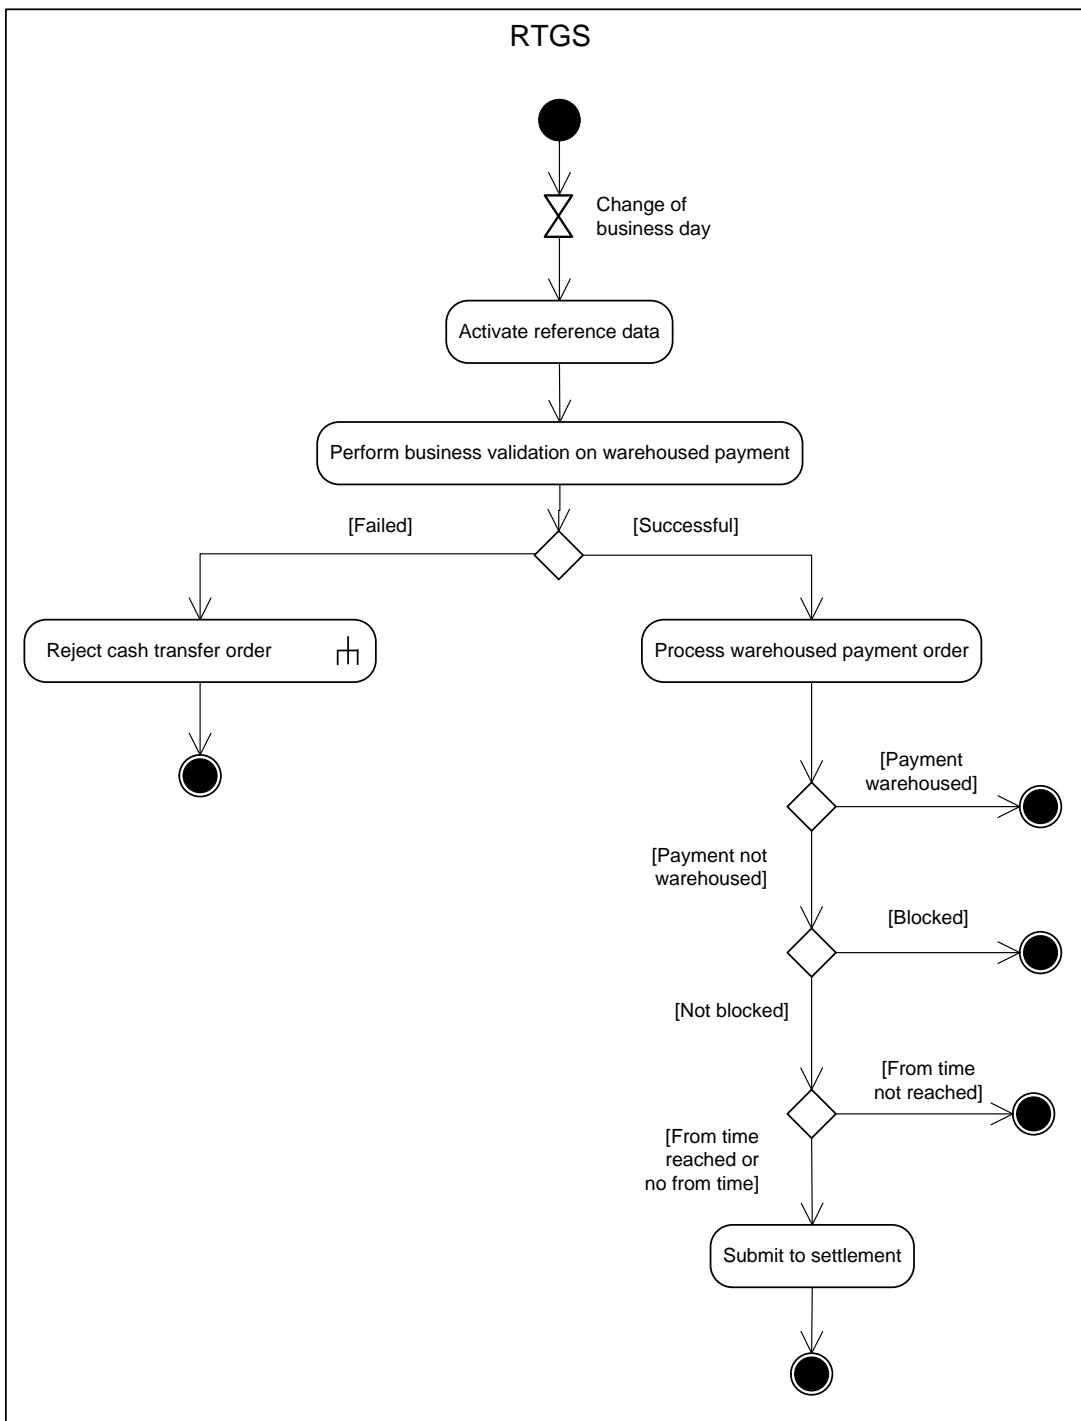 RTGS
Change of
business day
Activate reference data
Perform business validation on warehoused payment
[Failed]
[Successful]
Reject cash transfer order
Process warehoused payment order
[Payment
warehoused]
[Payment not
warehoused]
[Blocked]
[Not blocked]
[From time
not reached]
[From time
reached or
no from time]
Submit to settlement